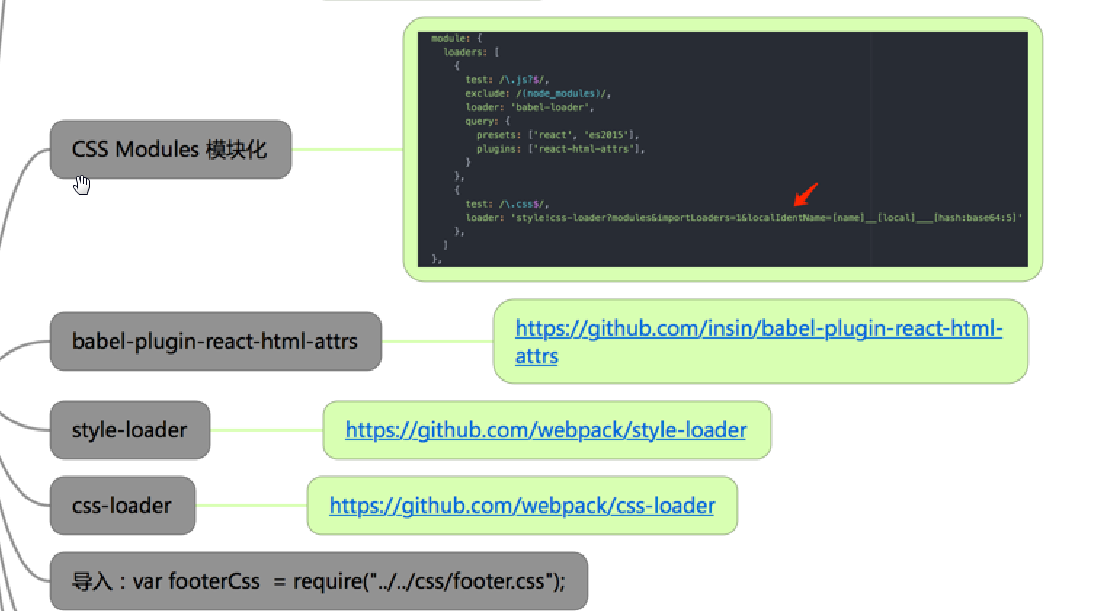 CSS Modules 模块化
module: {
loaders: [
{
test: /\.js?$/,
exclude: /(node_modules)/,
loader: 'babel-loader',
query: {
presets: ['react', 'es2015'],
plugins: ['react-html-attrs'],
}
},
{
test: /\.css$/,
loader: 'style!css-loader?modules&importLoaders=1&localIdentName=[name]__[local]___[hash:base64:5]'
},
]
},
babel-plugin-react-html-attrs
https://github.com/insin/babel-plugin-react-html-
attrs
style-loader
https://github.com/webpack/style-loader
css-loader
https://github.com/webpack/css-loader
导入：var footerCss = require("../../css/footer.css");